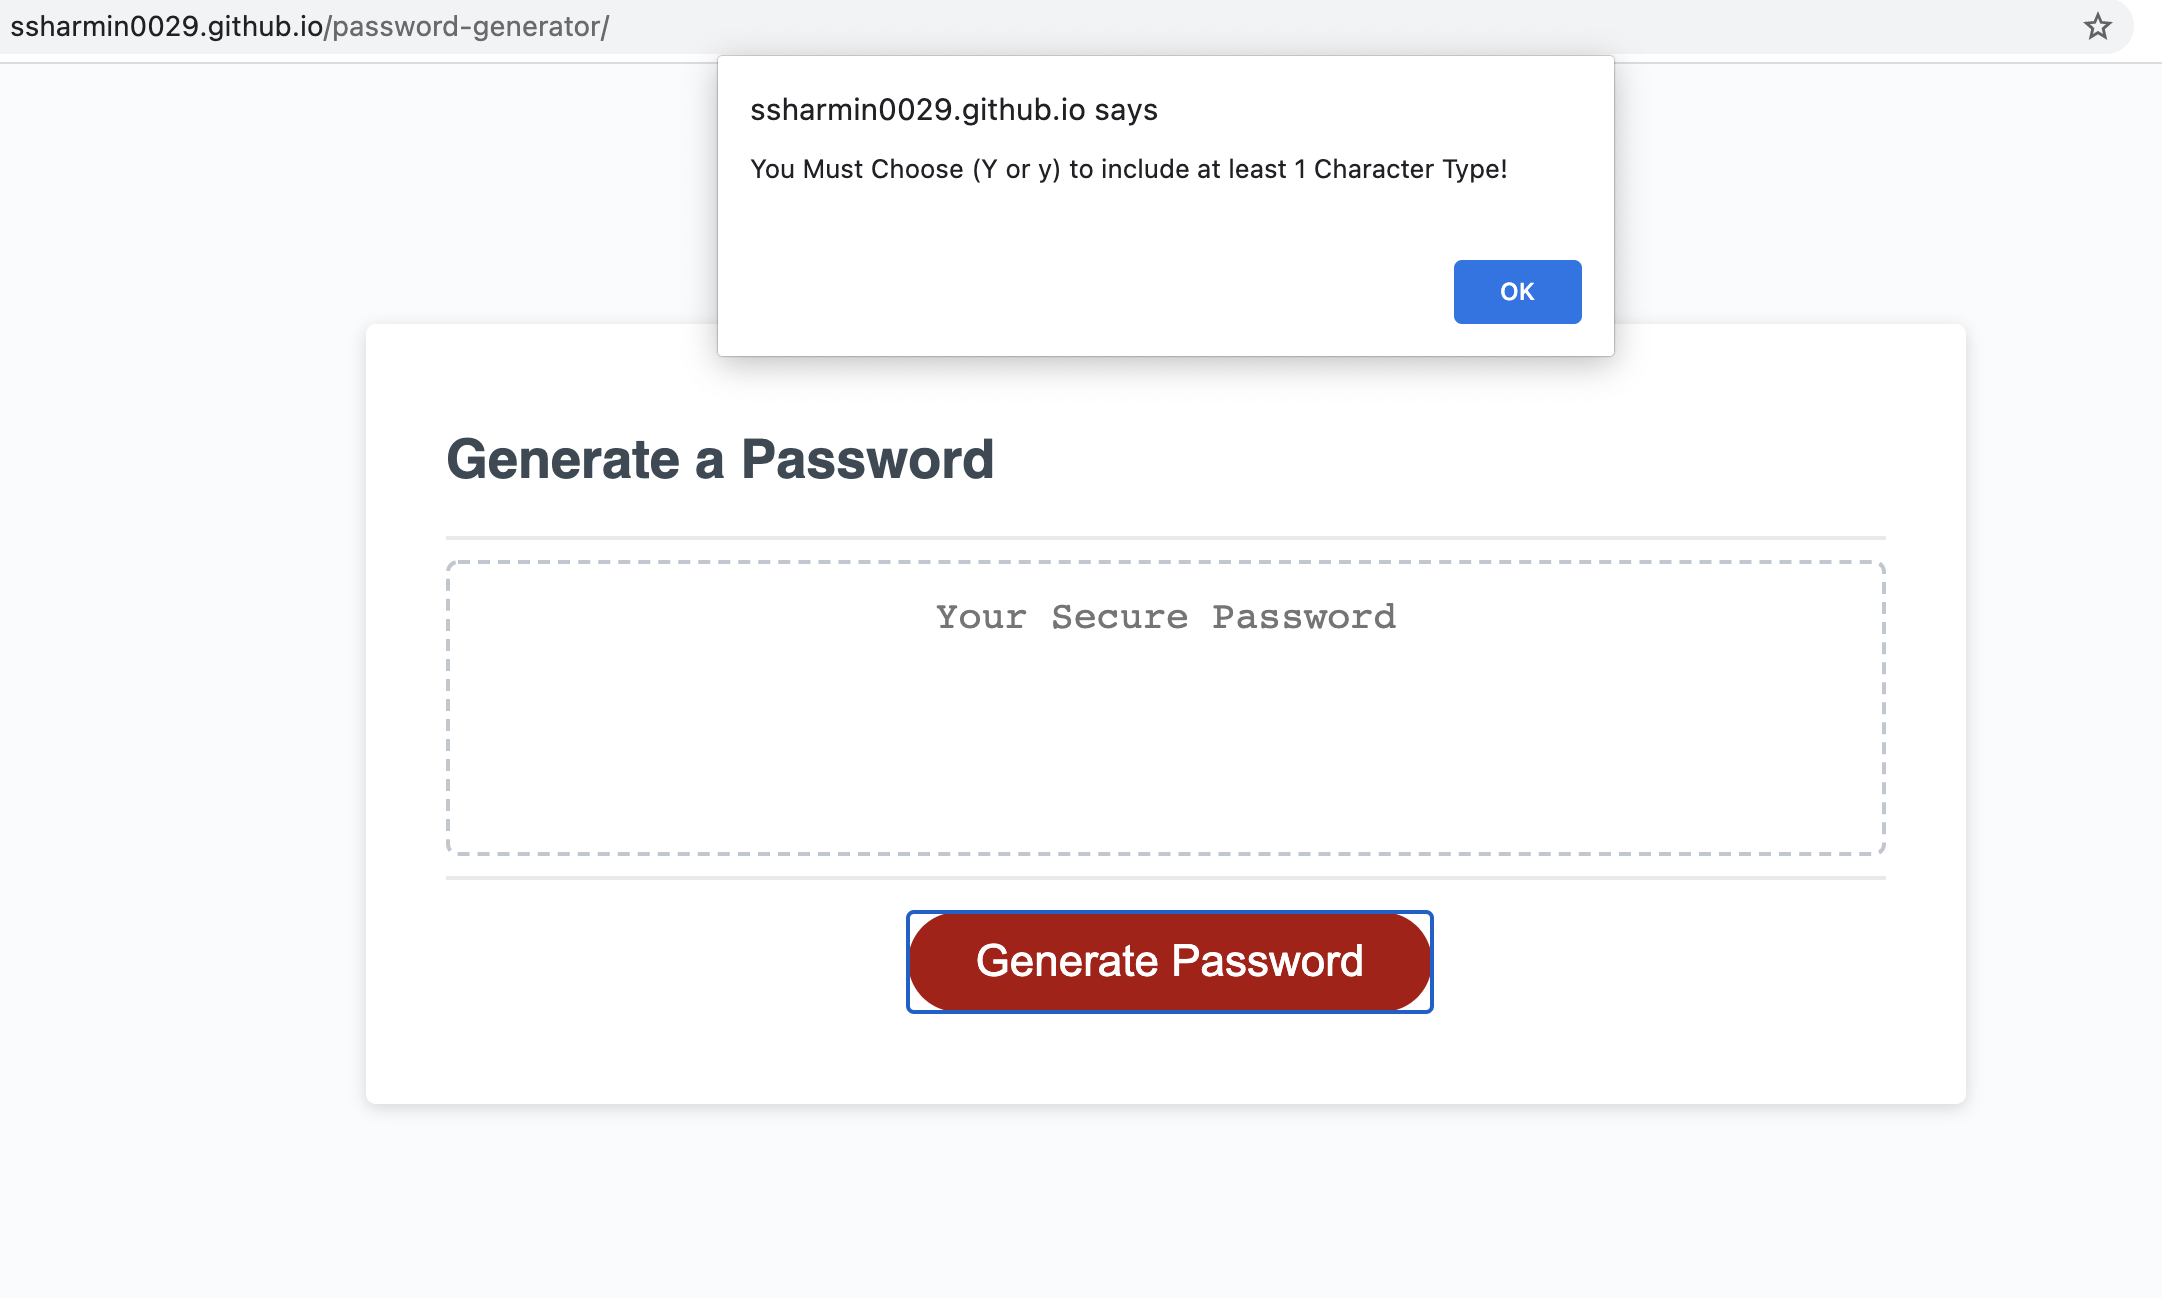 ssharmin0029.github.io/password-generator/
ssharmin0029.github.io says
You Must Choose (Y or y) to include at least 1 Character Type!
OK
Generate a Password
Your Secure Password
Generate Password